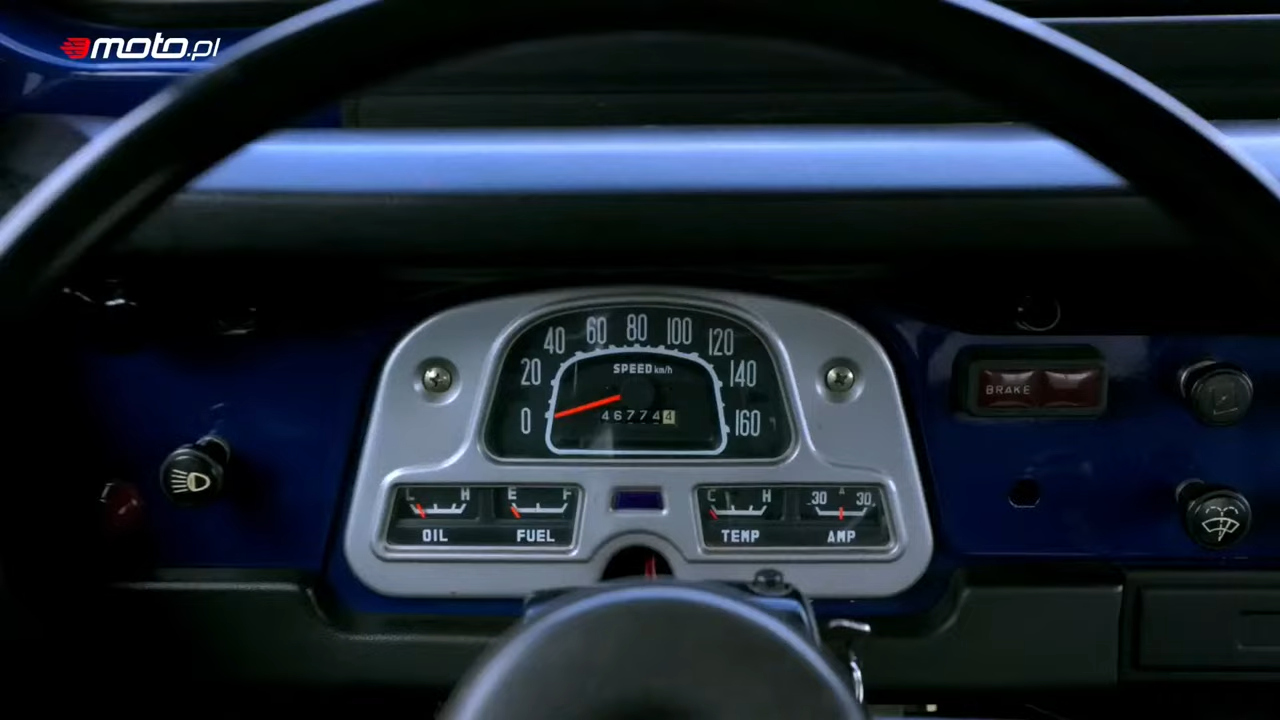 moto.pl
20 40 60 80 100 120 140
SPEED km/h
0 467744 160
BRAKE
L H E F C H 30 A 30
OIL FUEL TEMP AMP